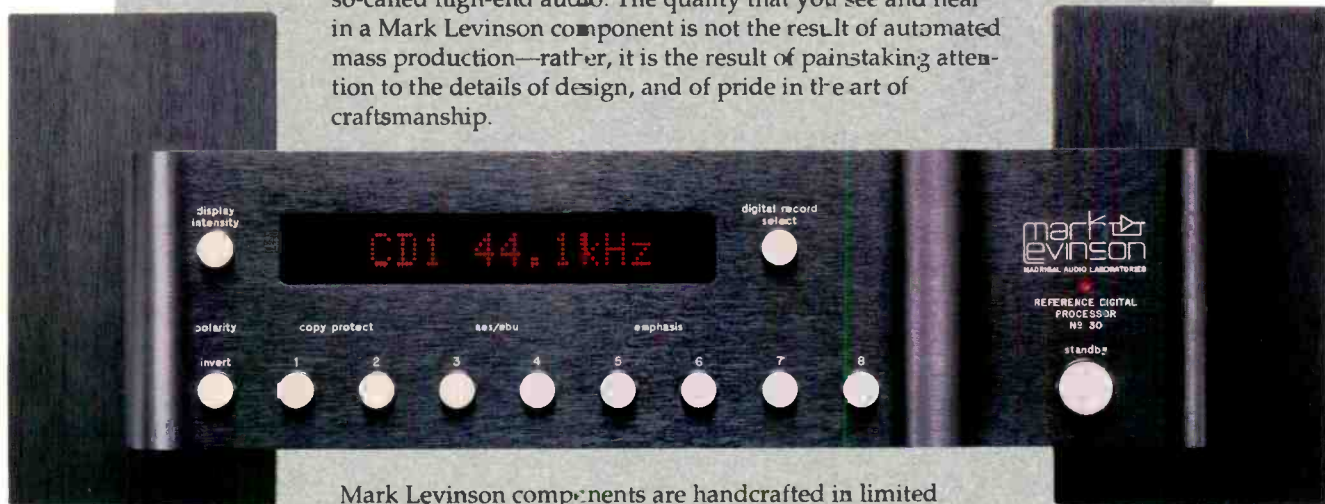 so-called high-end audio. The quality that you see and hear
in a Mark Levinson component is not the result of automated
mass production—rather, it is the result of painstaking atten-
tion to the details of design, and of pride in the art of
craftsmanship.
display
intensity
CD1 44.1kHz
digital record
select
mark
levinson
MADRIGAL AUDIO LABORATORIES
REFERENCE DIGITAL
PROCESSOR
Nº 30
polarity copy protect aes/ebu emphasis
standby
invert 1 2 3 4 5 6 7 8
Mark Levinson components are handcrafted in limited